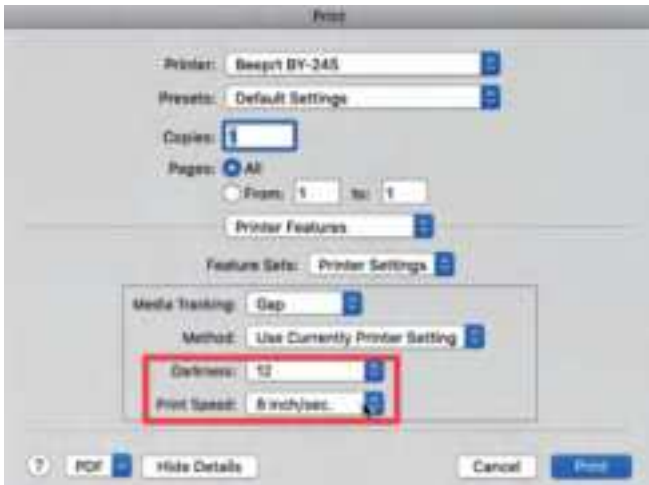 Print
Printer: Beeprt BY-245
Presets: Default Settings
Copies: 1
Pages: All
From: 1 to: 1
Printer Features
Feature Sets: Printer Settings
Media Tranking: Gap
Method: Use Currently Printer Setting
Darkness: 12
Print Speed: 6 inch/sec.
? PDF Hide Details Cancel Print